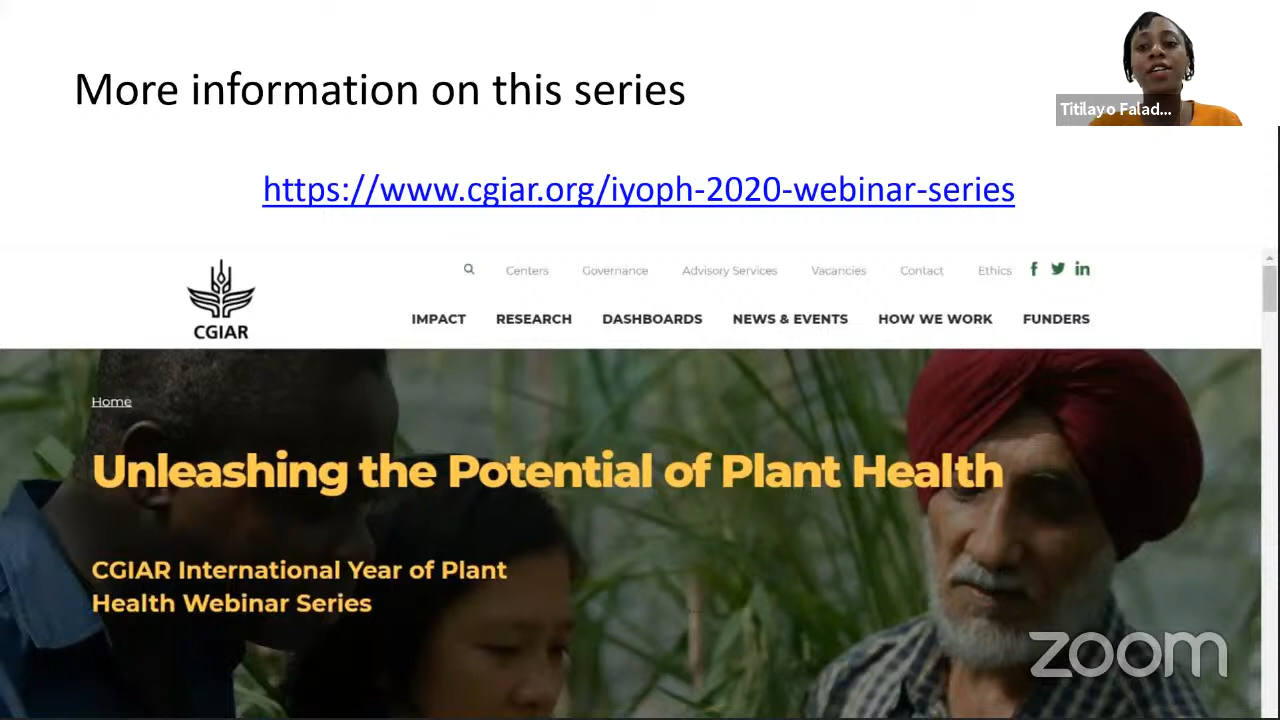 More information on this series
Titilayo Falad...
https://www.cgiar.org/iyoph-2020-webinar-series
Centers Governance Advisory Services Vacancies Contact Ethics
CGIAR
IMPACT RESEARCH DASHBOARDS NEWS & EVENTS HOW WE WORK FUNDERS
Home
Unleashing the Potential of Plant Health
CGIAR International Year of Plant
Health Webinar Series
zoom